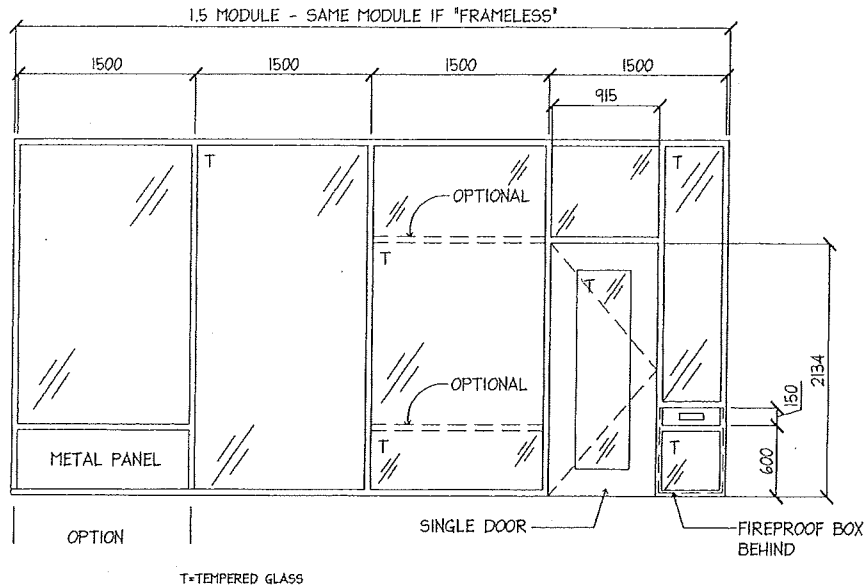 1.5 MODULE - SAME MODULE IF "FRAMELESS"
1500 1500 1500 1500
915
T
T
OPTIONAL
T
T
2134
OPTIONAL
150
T
T
METAL PANEL
600
OPTION
SINGLE DOOR
FIREPROOF BOX
BEHIND
T=TEMPERED GLASS